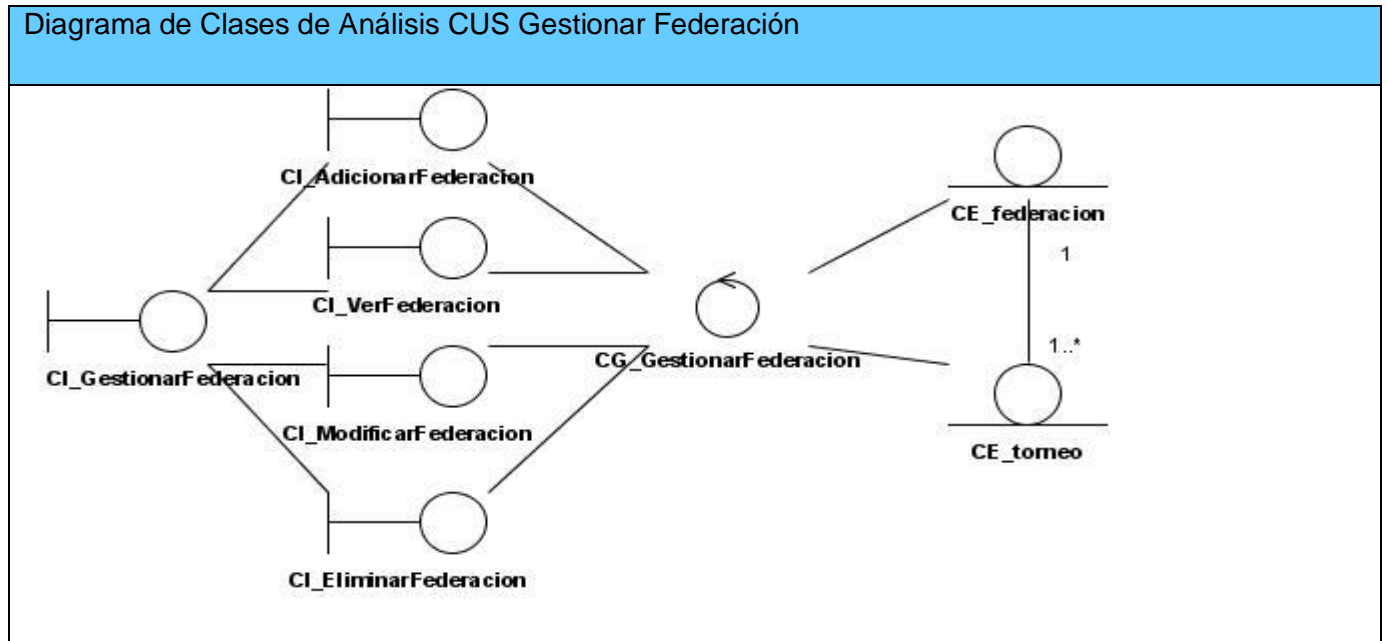 Diagrama de Clases de Análisis CUS Gestionar Federación
CI_AdicionarFederacion
CE_federacion
1
CI_VerFederacion
1..*
CG_GestionarFederacion
CI_GestionarFederacion
CI_ModificarFederacion
CE_torneo
CI_EliminarFederacion